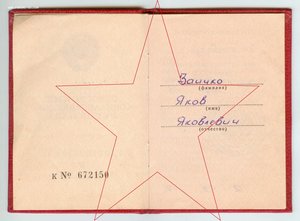 к № 672150
Заичко
(фамилия)
Яков
(имя)
Яковлевич
(отчество)